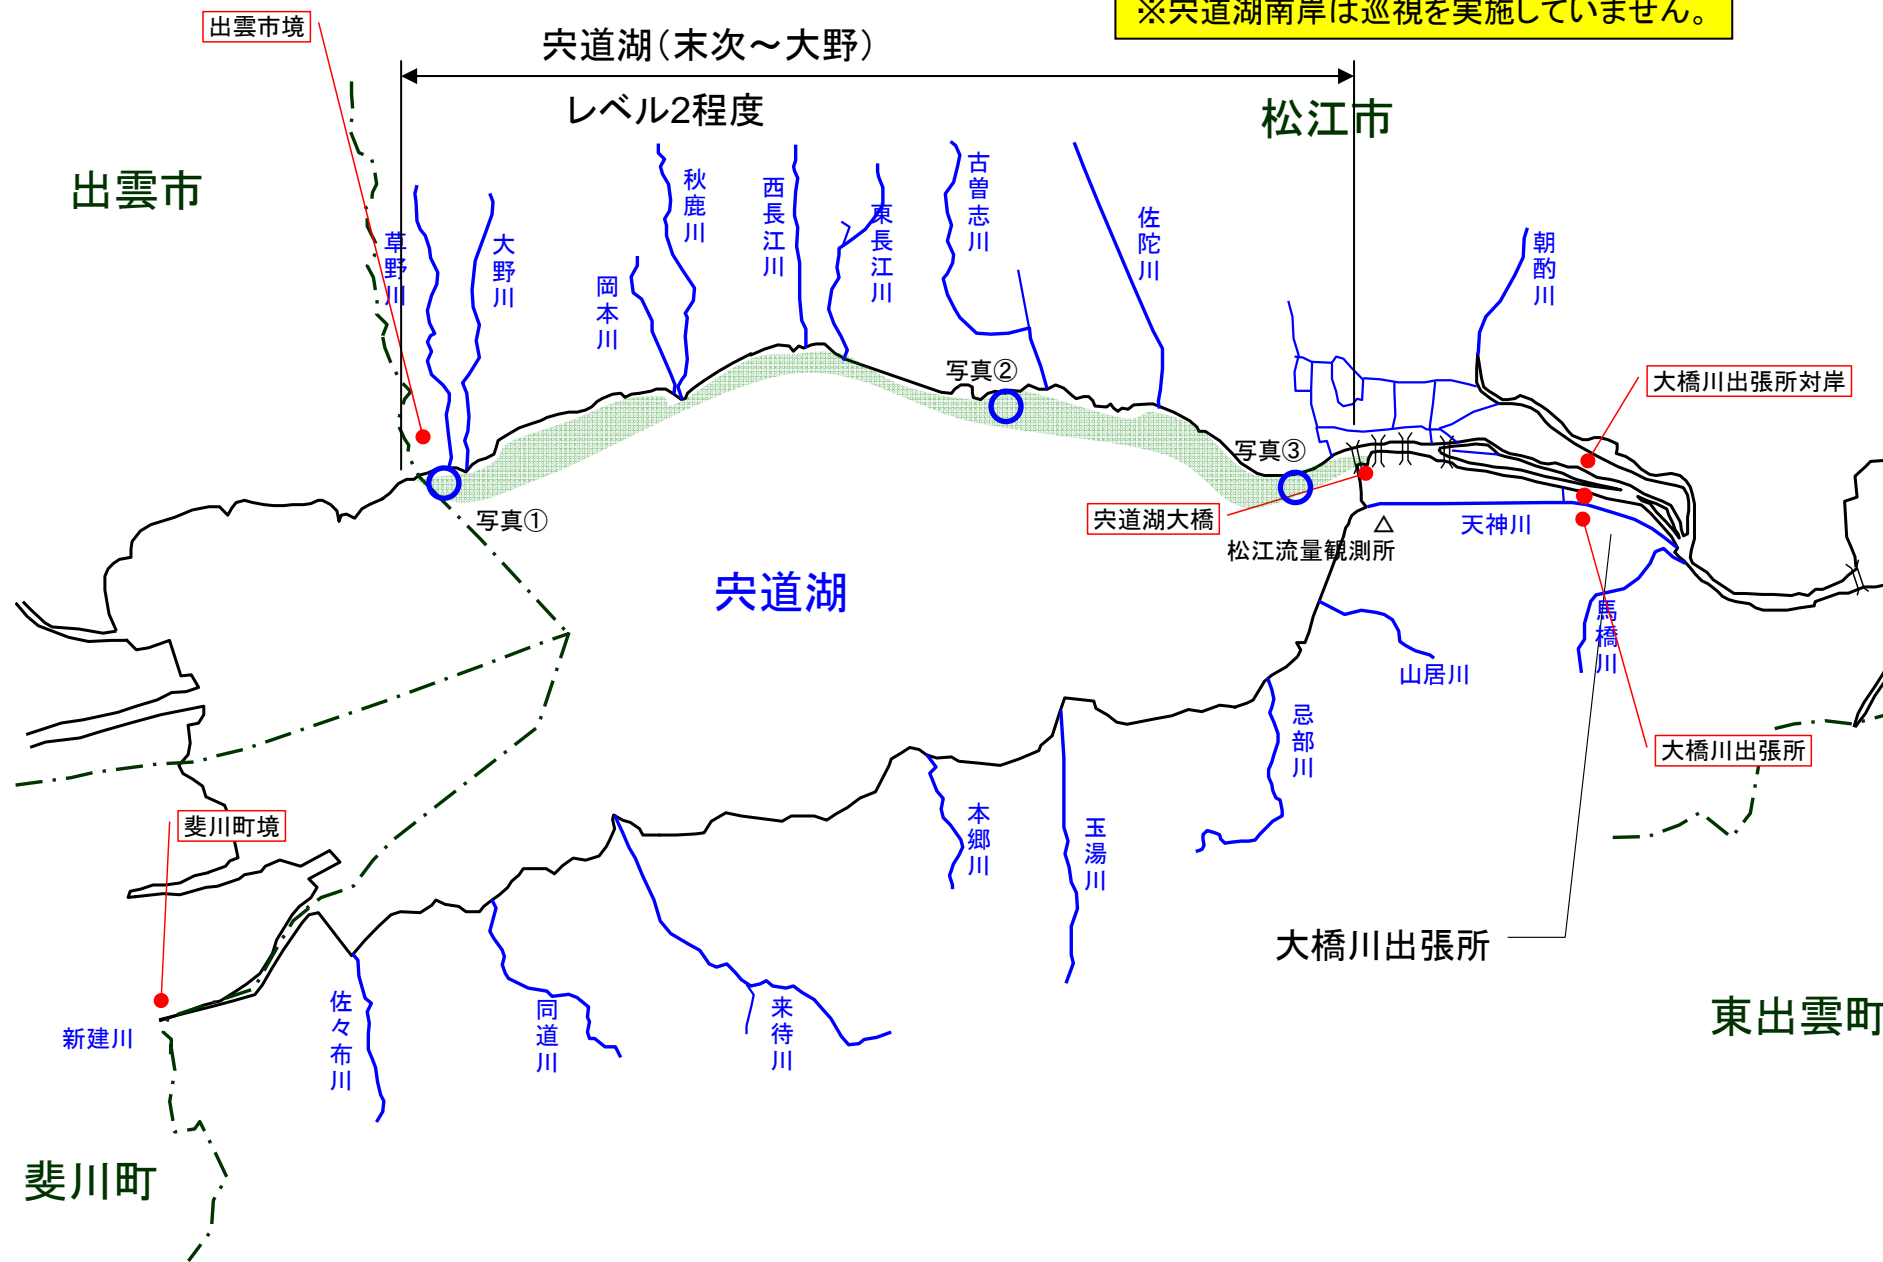 ※宍道湖南岸は巡視を実施していません。
出雲市境
宍道湖(末次～大野)
レベル2程度
松江市
出雲市
草野川
大野川
岡本川
秋鹿川
西長江川
東長江川
古曽志川
佐陀川
朝酌川
写真②
大橋川出張所対岸
写真③
写真①
宍道湖大橋
天神川
松江流量観測所
宍道湖
馬橋川
山居川
忌部川
大橋川出張所
斐川町境
本郷川
玉湯川
大橋川出張所
佐々布川
同道川
来待川
東出雲町
新建川
斐川町